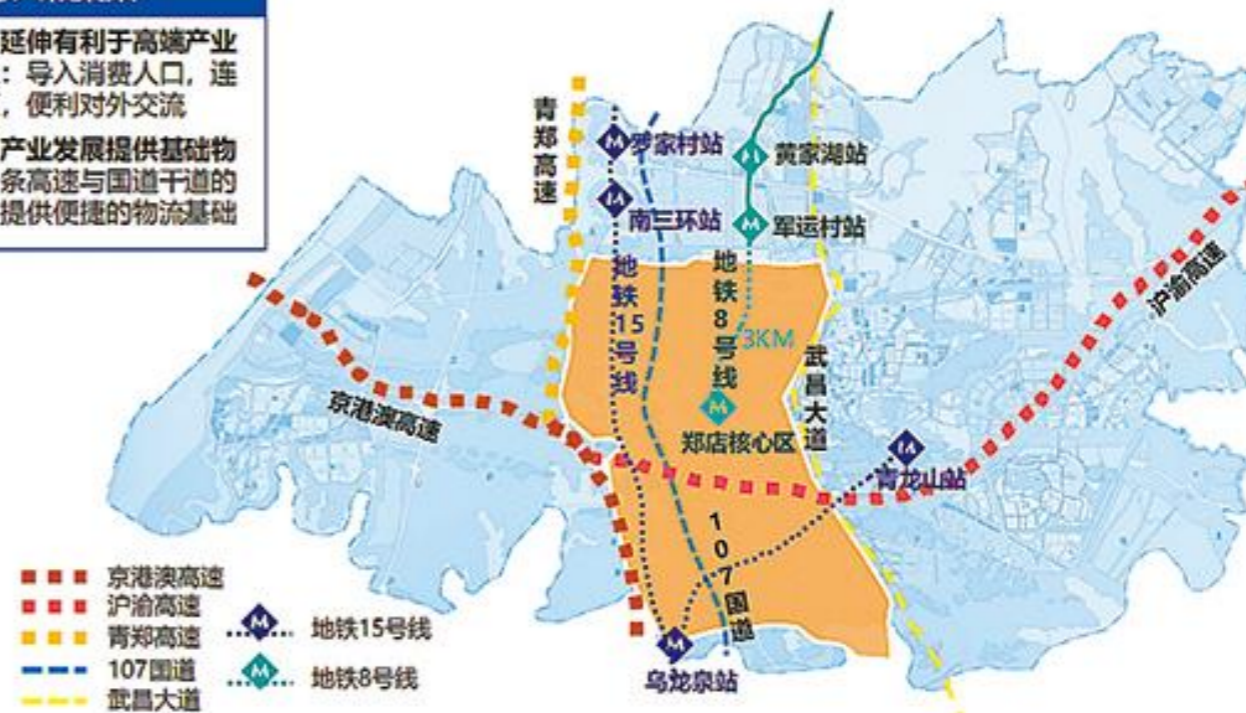 延伸有利于高端产业
：导入消费人口，连
，便利对外交流
产业发展提供基础物
条高速与国道干道的
提供便捷的物流基础
青郑高速
罗家村站
黄家湖站
南三环站
军运村站
沪渝高速
地铁15号线
地铁8号线
3KM
武昌大道
京港澳高速
郑店核心区
青龙山站
107国道
乌龙泉站
京港澳高速
沪渝高速
青郑高速
107国道
武昌大道
地铁15号线
地铁8号线